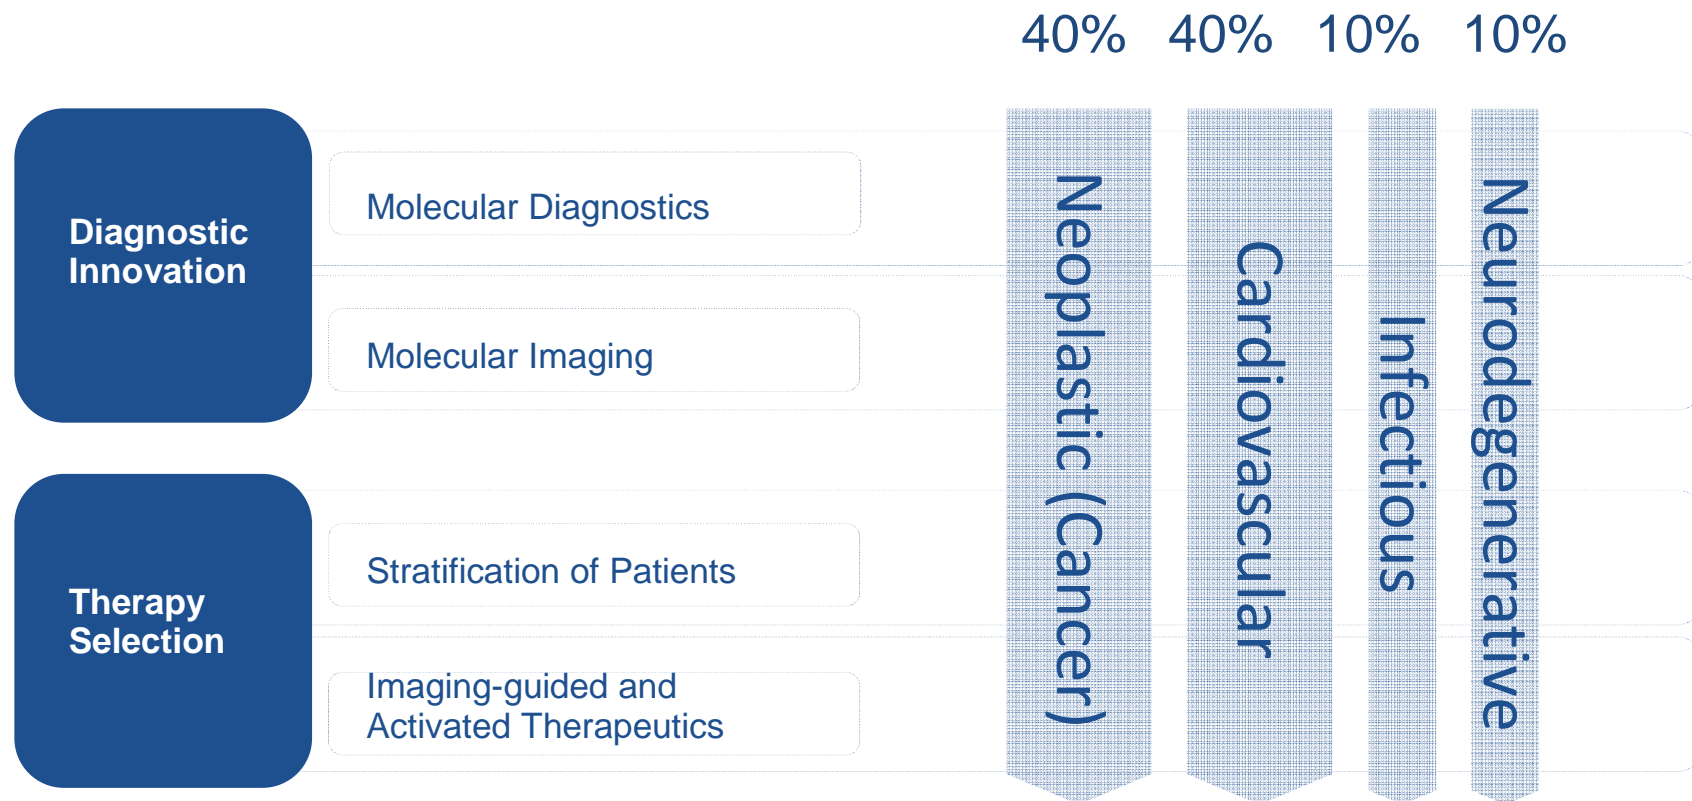 40% 40% 10% 10%
Diagnostic
Innovation
Molecular Diagnostics
Molecular Imaging
Therapy
Selection
Stratification of Patients
Imaging-guided and
Activated Therapeutics
Neoplastic (Cancer)
Cardiovascular
Infectious
Neurodegenerative